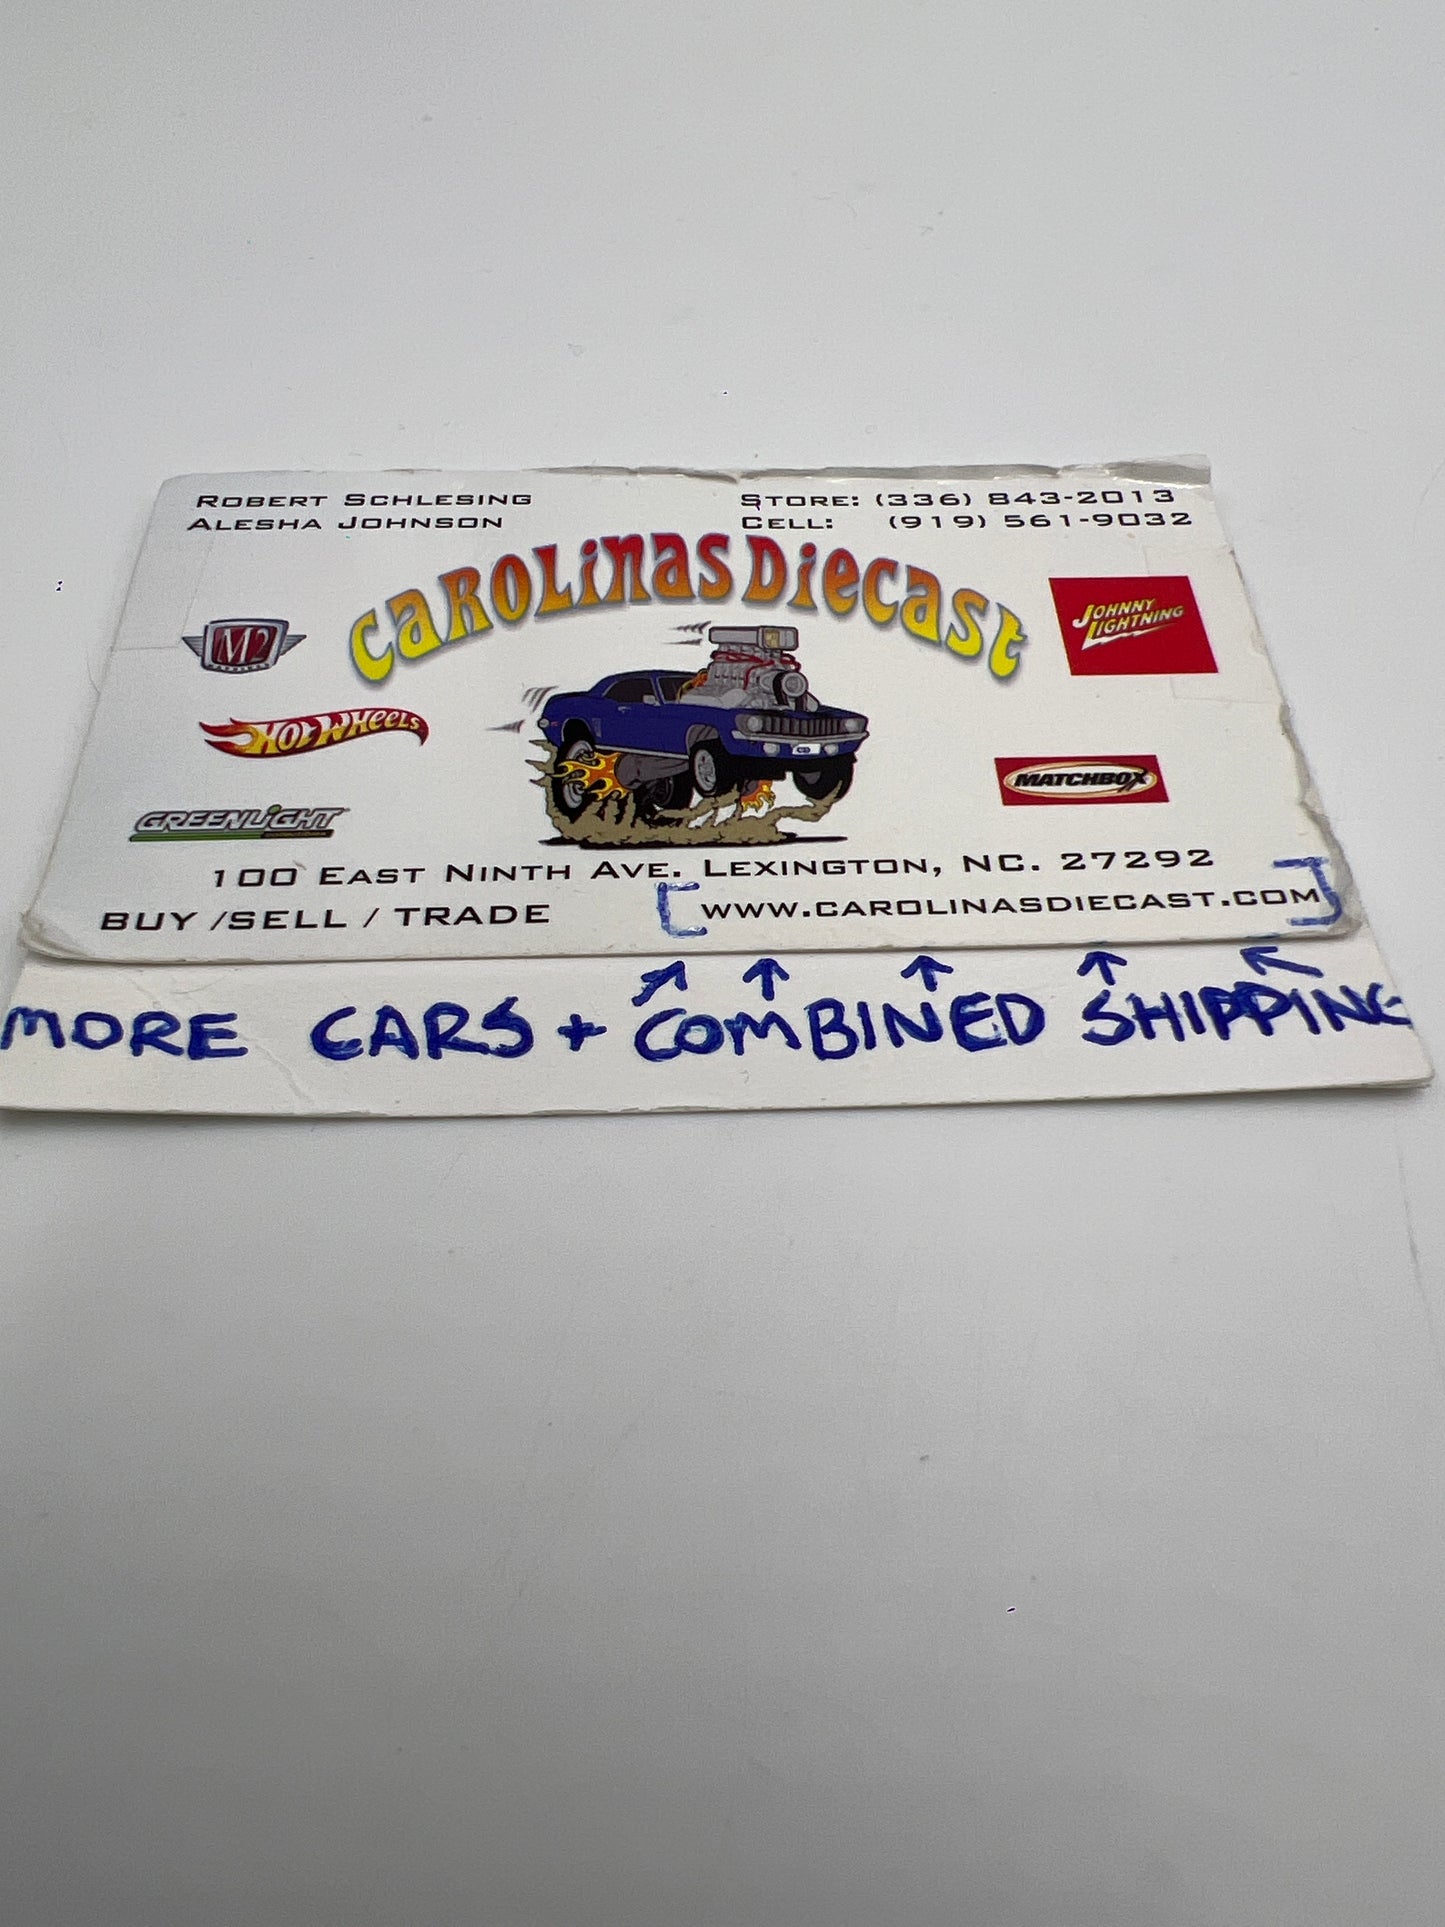 ROBERT SCHLESING
ALESHA JOHNSON
STORE: (336) 843-2013
CELL: (919) 561-9032
CAROLINAS DIECAST
M2
JOHNNY
LIGHTNING
HOT WHEELS
MATCHBOX
GREENLIGHT
100 EAST NINTH AVE. LEXINGTON, NC. 27292
BUY /SELL / TRADE
[WWW.CAROLINASDIECAST.COM]
MORE CARS + COMBINED SHIPPING